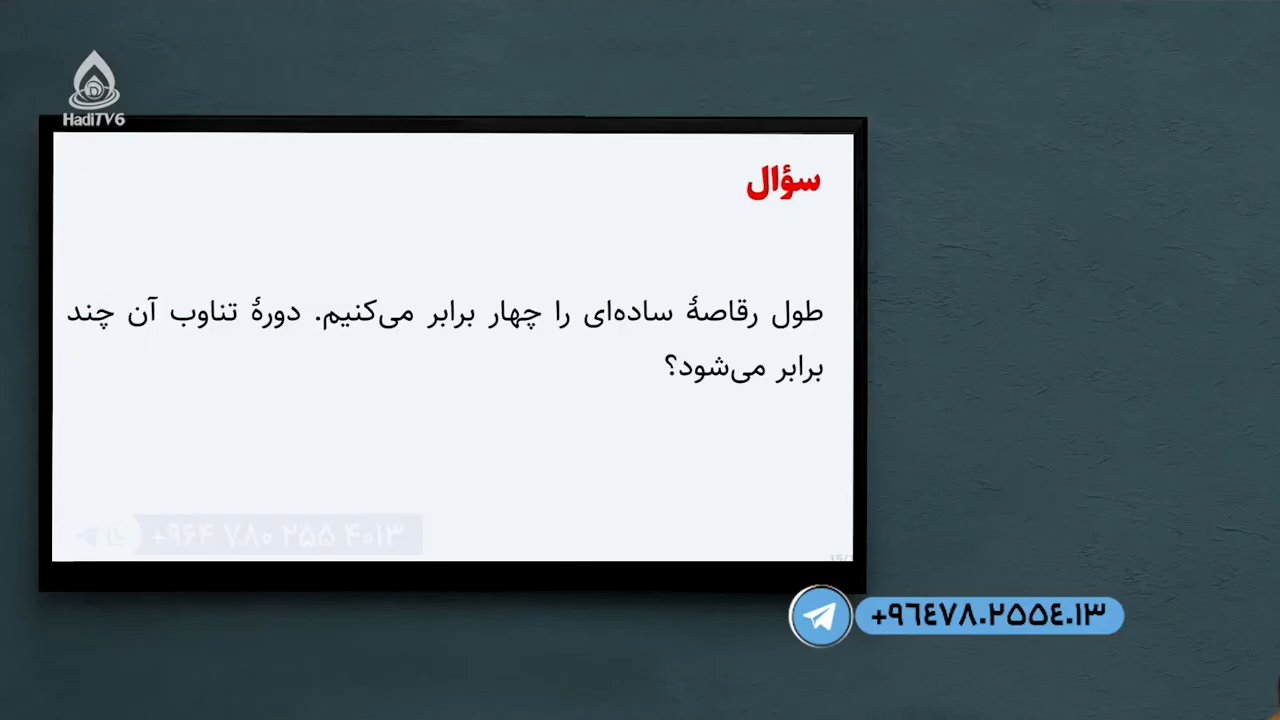 HadiTV6
سؤال
طول رقاصهٔ ساده‌ای را چهار برابر می‌کنیم. دورهٔ تناوب آن چند
برابر می‌شود؟
+۹۶۴ ۷۸۰ ۲۵۵ ۴۰۱۳
+٩٦٤٧٨٠٢٥٥٤٠١٣